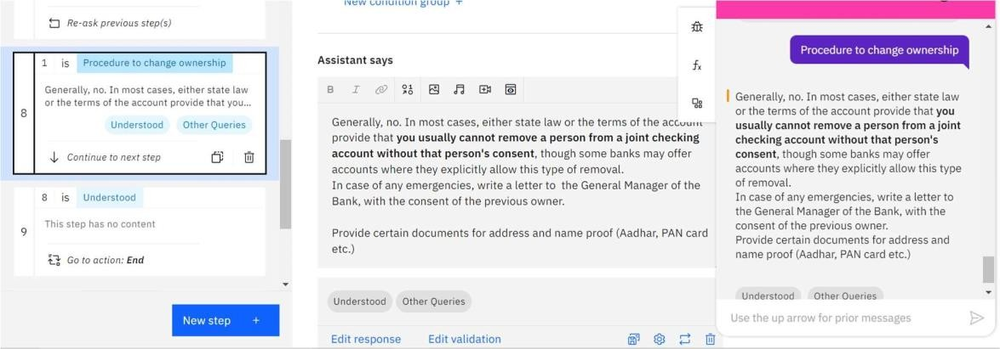 New condition group +
Re-ask previous step(s)
8
1 is Procedure to change ownership
Generally, no. In most cases, either state law
or the terms of the account provide that you...
Understood Other Queries
Continue to next step
9
8 is Understood
This step has no content
Go to action: End
New step +
Assistant says
B I
Generally, no. In most cases, either state law or the terms of the account
provide that you usually cannot remove a person from a joint checking
account without that person's consent, though some banks may offer
accounts where they explicitly allow this type of removal.
In case of any emergencies, write a letter to the General Manager of the
Bank, with the consent of the previous owner.
Provide certain documents for address and name proof (Aadhar, PAN card
etc.)
Understood Other Queries
Edit response Edit validation
fx
Procedure to change ownership
Generally, no. In most cases, either state law
or the terms of the account provide that you
usually cannot remove a person from a joint
checking account without that person's
consent, though some banks may offer
accounts where they explicitly allow this type
of removal.
In case of any emergencies, write a letter to
the General Manager of the Bank, with the
consent of the previous owner.
Provide certain documents for address and
name proof (Aadhar, PAN card etc.)
Understood Other Queries
Use the up arrow for prior messages